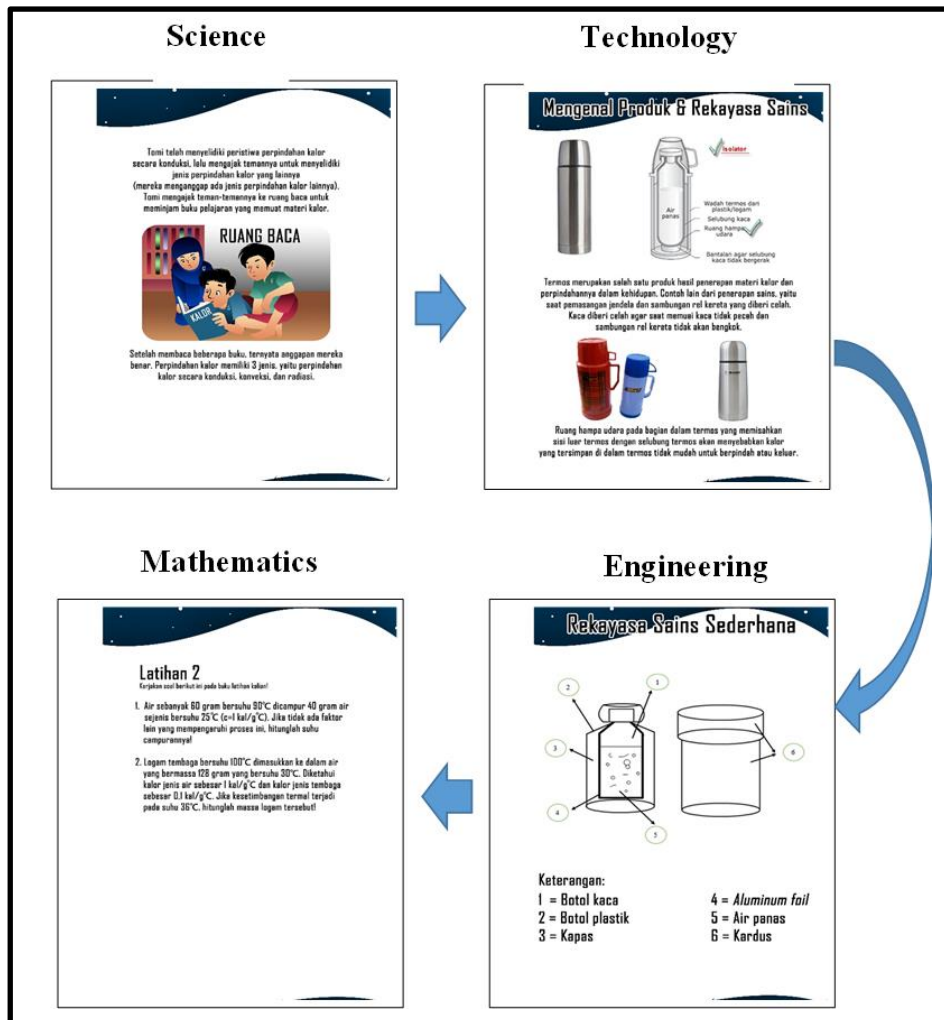 Science
Tomi telah menyelidiki peristiwa perpindahan kalor
secara konduksi, lalu mengajak temannya untuk menyelidiki
jenis perpindahan kalor yang lainnya
(mereka menganggap ada jenis perpindahan kalor lainnya).
Tomi mengajak teman-temannya ke ruang baca untuk
meminjam buku pelajaran yang memuat materi kalor.
RUANG BACA
KALOR
Setelah membaca beberapa buku, ternyata anggapan mereka
benar. Perpindahan kalor memiliki 3 jenis, yaitu perpindahan
kalor secara konduksi, konveksi, dan radiasi.
Technology
Mengenal Produk & Rekayasa Sains
Isolator
Air
panas
Wadah termos dari
plastik/logam
Selubung kaca
Ruang hampa
udara
Bantalan agar selubung
kaca tidak bergerak
Termos merupakan salah satu produk hasil penerapan materi kalor dan
perpindahannya dalam kehidupan. Contoh lain dari penerapan sains, yaitu
saat pemasangan jendela dan sambungan rel kereta yang diberi celah.
Kaca diberi celah agar saat memuai kaca tidak pecah dan
sambungan rel kereta tidak akan bengkok.
Ruang hampa udara pada bagian dalam termos yang memisahkan
sisi luar termos dengan selubung termos akan menyebabkan kalor
yang tersimpan di dalam termos tidak mudah untuk berpindah atau keluar.
Mathematics
Latihan 2
Kerjakan soal berikut ini pada buku latihan kalian!
1. Air sebanyak 60 gram bersuhu 90°C dicampur 40 gram air
sejenis bersuhu 25°C (c=1 kal/g°C). Jika tidak ada faktor
lain yang mempengaruhi proses ini, hitunglah suhu
campurannya!
2. Logam tembaga bersuhu 100°C dimasukkan ke dalam air
yang bermassa 128 gram yang bersuhu 30°C. Diketahui
kalor jenis air sebesar 1 kal/g°C dan kalor jenis tembaga
sebesar 0,1 kal/g°C. Jika kesetimbangan termal terjadi
pada suhu 36°C, hitunglah massa logam tersebut!
Engineering
Rekayasa Sains Sederhana
1
2
3
4
5
6
Keterangan:
1 = Botol kaca
2 = Botol plastik
3 = Kapas
4 = Aluminum foil
5 = Air panas
6 = Kardus